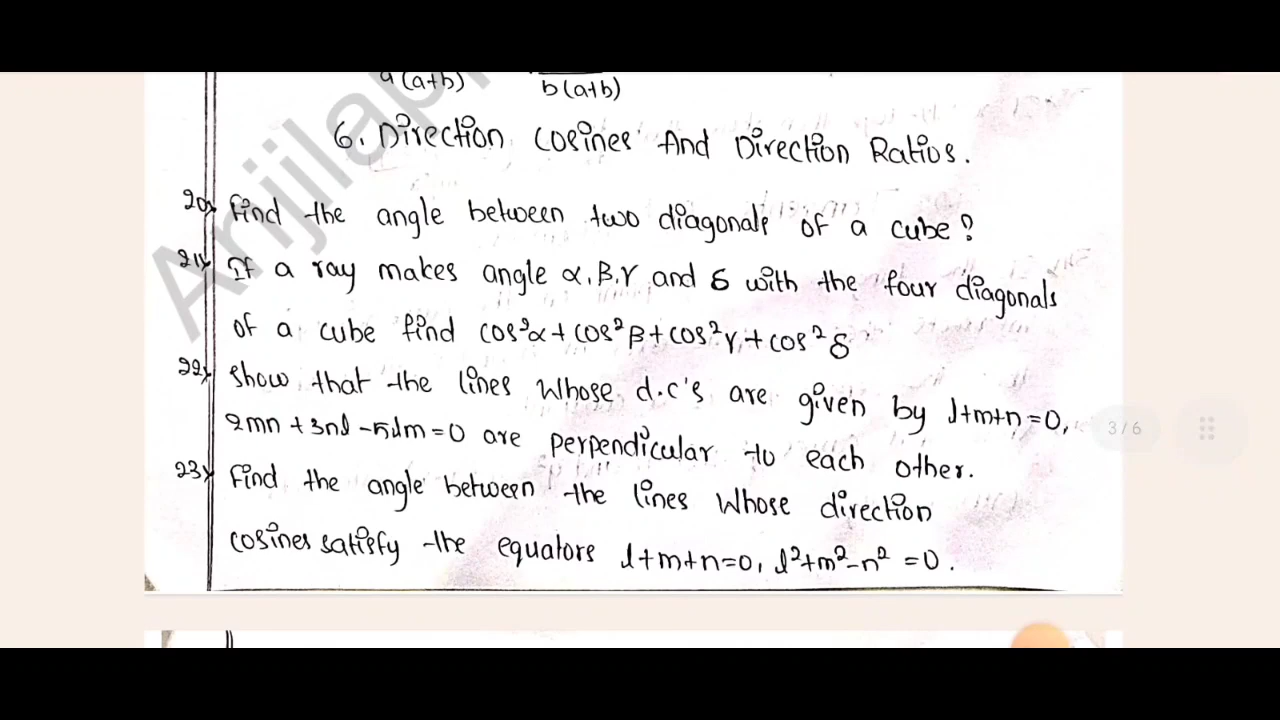 a(a+b) b(a+b)
6. Direction Cosines And Direction Ratios.
20) Find the angle between two diagonals of a cube?
21) If a ray makes angle α, β, γ and δ with the four diagonals
of a cube find cos²α + cos²β + cos²γ + cos²δ
22) Show that the lines whose d.c's are given by l+m+n=0,
2mn + 3nl - 5lm = 0 are perpendicular to each other.
23) Find the angle between the lines whose direction
cosines satisfy the equators l+m+n=0, l²+m²-n² = 0.
3/6